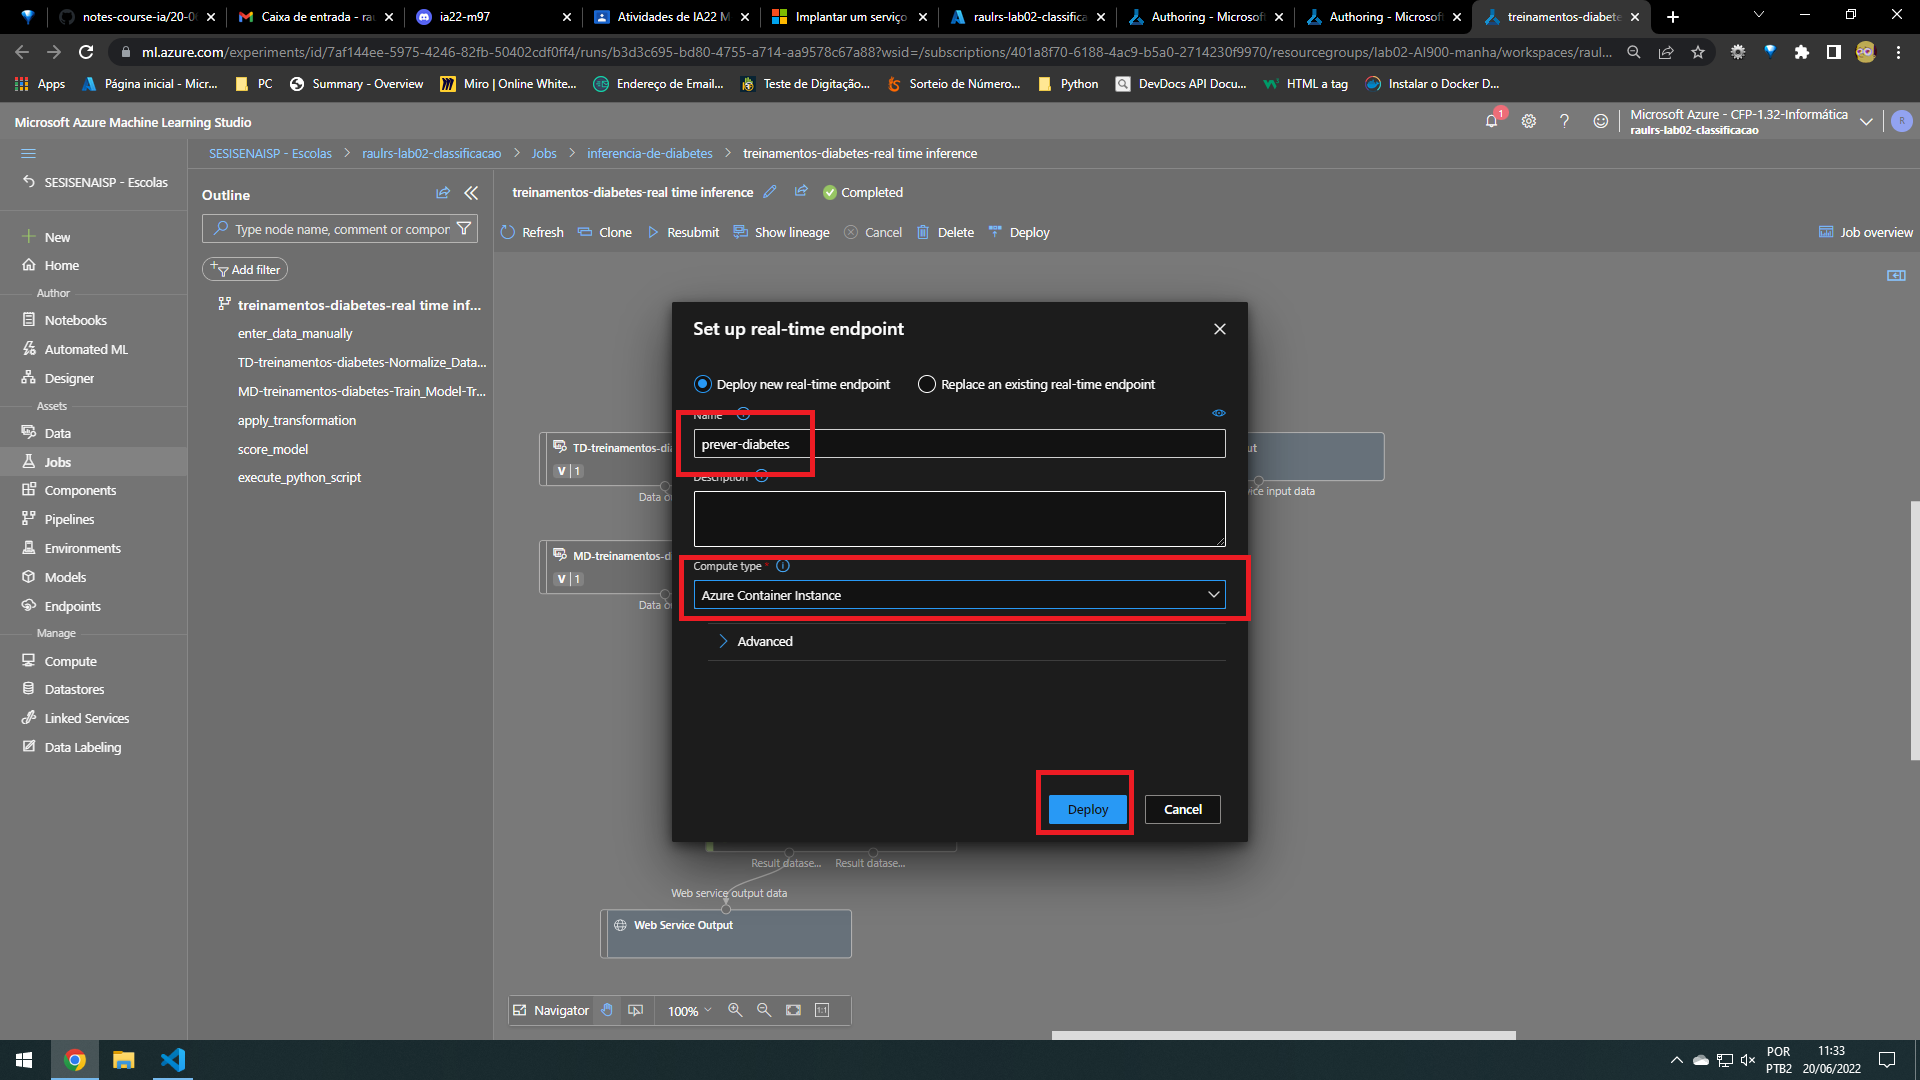 notes-course-ia/20-0
Caixa de entrada - rau
ia22-m97
Atividades de IA22 M
Implantar um serviço
raulrs-lab02-classifica
Authoring - Microsoft
Authoring - Microsoft
treinamentos-diabete
ml.azure.com/experiments/id/7af144ee-5975-4246-82fb-50402cdf0ff4/runs/b3d3c695-bd80-4755-a714-aa9578c67a88?wsid=/subscriptions/401a8f70-6188-4ac9-b5a0-2714230f9970/resourcegroups/lab02-AI900-manha/workspaces/raul...
Apps
Página inicial - Micr...
PC
Summary - Overview
Miro | Online White...
Endereço de Email...
Teste de Digitação...
Sorteio de Número...
Python
DevDocs API Docu...
HTML a tag
Instalar o Docker D...
Microsoft Azure Machine Learning Studio
1
Microsoft Azure - CFP-1.32-Informática
raulrs-lab02-classificacao
R
SESISENAISP - Escolas > raulrs-lab02-classificacao > Jobs > inferencia-de-diabetes > treinamentos-diabetes-real time inference
SESISENAISP - Escolas
New
Home
Author
Notebooks
Automated ML
Designer
Assets
Data
Jobs
Components
Pipelines
Environments
Models
Endpoints
Manage
Compute
Datastores
Linked Services
Data Labeling
Outline
Type node name, comment or compon
Add filter
treinamentos-diabetes-real time inf...
enter_data_manually
TD-treinamentos-diabetes-Normalize_Data...
MD-treinamentos-diabetes-Train_Model-Tr...
apply_transformation
score_model
execute_python_script
treinamentos-diabetes-real time inference
Completed
Refresh
Clone
Resubmit
Show lineage
Cancel
Delete
Deploy
Job overview
TD-treinamentos-di
V | 1
Data o
MD-treinamentos-d
V | 1
Data o
ut
vice input data
Set up real-time endpoint
Deploy new real-time endpoint
Replace an existing real-time endpoint
Name
prever-diabetes
Description
Compute type *
Azure Container Instance
Advanced
Deploy
Cancel
Result datase...
Result datase...
Web service output data
Web Service Output
Navigator
100%
1:1
POR
PTB2
11:33
20/06/2022